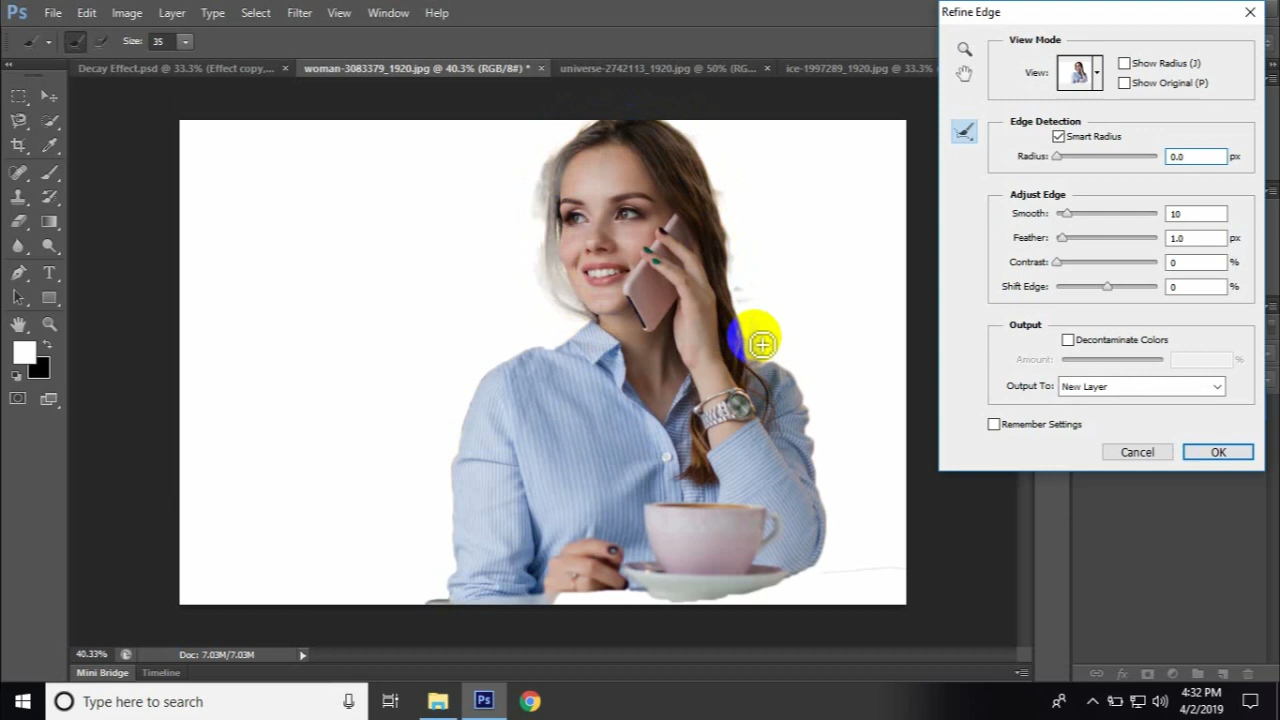 Ps File Edit Image Layer Type Select Filter View Window Help
Size: 35
Decay Effect.psd @ 33.3% (Effect copy,... ×
woman-3083379_1920.jpg @ 40.3% (RGB/8#) * ×
universe-2742113_1920.jpg @ 50% (RG... ×
ice-1997289_1920.jpg @ 33.3%
Refine Edge
View Mode
View:
Show Radius (J)
Show Original (P)
Edge Detection
Smart Radius
Radius: 0.0 px
Adjust Edge
Smooth: 10
Feather: 1.0 px
Contrast: 0 %
Shift Edge: 0 %
Output
Decontaminate Colors
Amount: %
Output To: New Layer
Remember Settings
Cancel OK
40.33% Doc: 7.03M/7.03M
Mini Bridge Timeline
fx
Type here to search
Ps
4:32 PM
4/2/2019